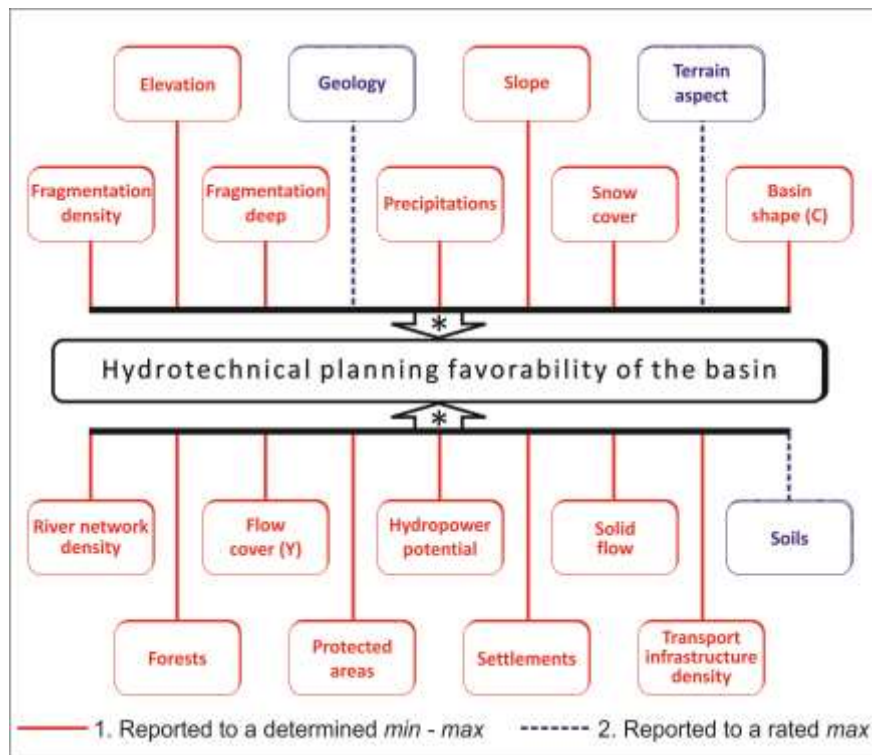 Elevation
Geology
Slope
Terrain
aspect
Fragmentation
density
Fragmentation
deep
Precipitations
Snow
cover
Basin
shape (C)
*
Hydrotechnical planning favorability of the basin
*
River network
density
Flow
cover (Y)
Hydropower
potential
Solid
flow
Soils
Forests
Protected
areas
Settlements
Transport
infrastructure
density
1. Reported to a determined min - max
2. Reported to a rated max